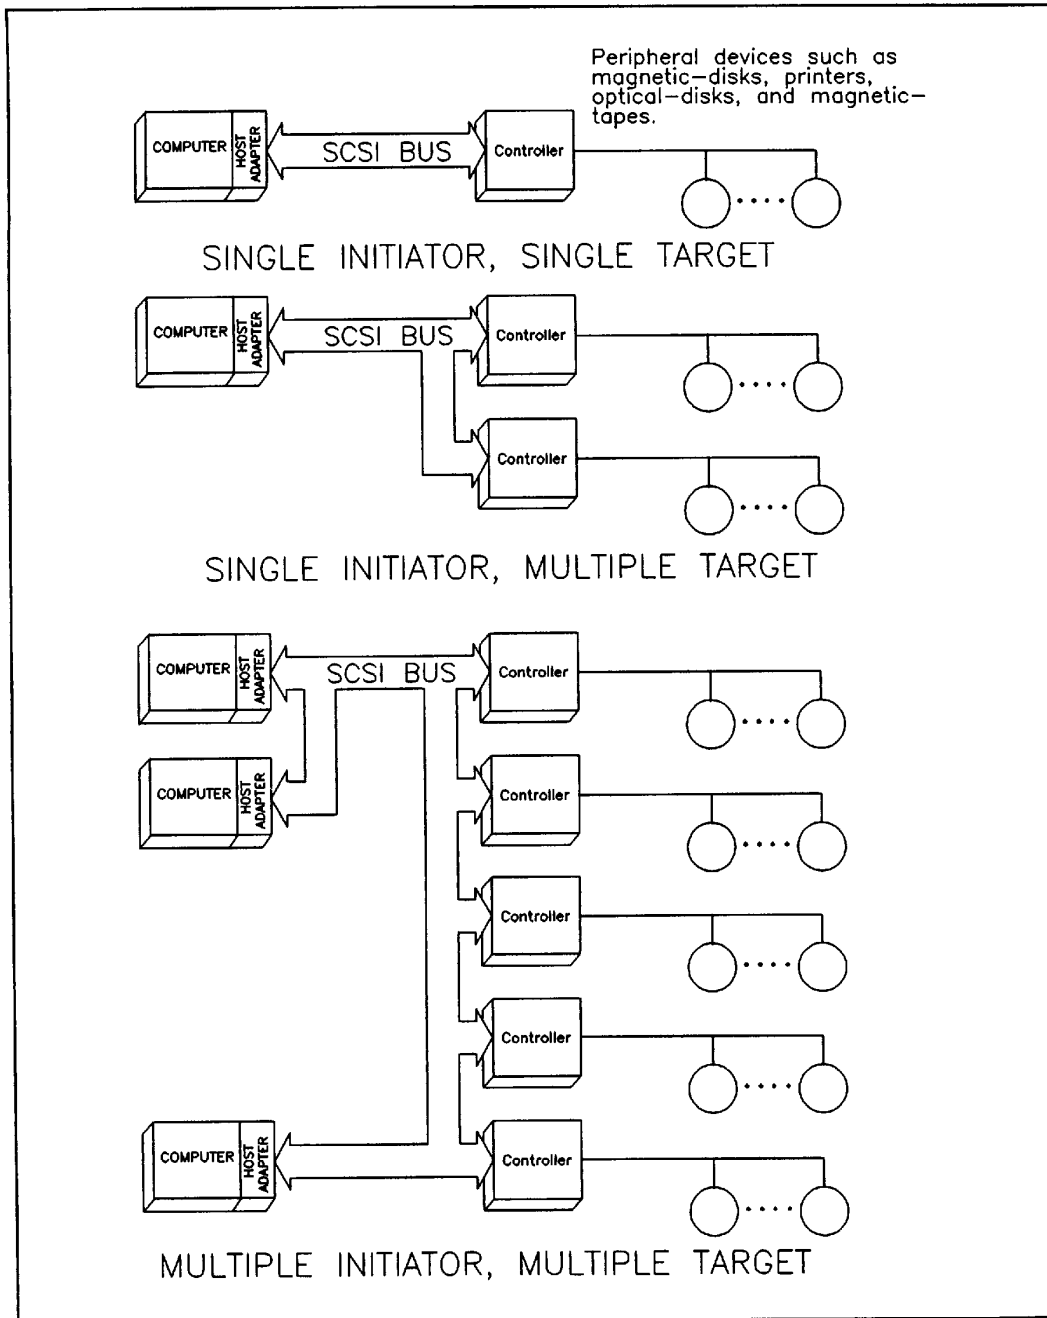 Peripheral devices such as
magnetic-disks, printers,
optical-disks, and magnetic-
tapes.
COMPUTER
HOST
ADAPTER
SCSI BUS
Controller
SINGLE INITIATOR, SINGLE TARGET
COMPUTER
HOST
ADAPTER
SCSI BUS
Controller
Controller
SINGLE INITIATOR, MULTIPLE TARGET
COMPUTER
HOST
ADAPTER
SCSI BUS
Controller
COMPUTER
HOST
ADAPTER
Controller
Controller
Controller
COMPUTER
HOST
ADAPTER
Controller
MULTIPLE INITIATOR, MULTIPLE TARGET